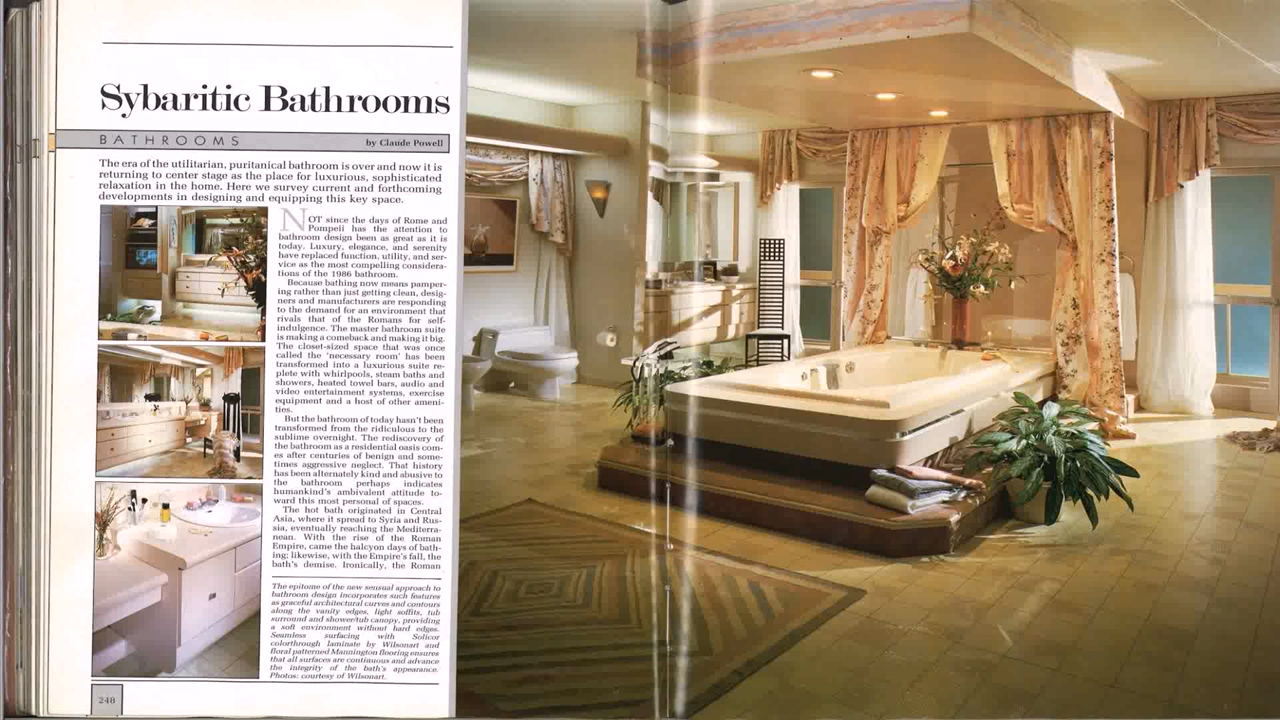 Sybaritic Bathrooms
BATHROOMS by Claude Powell
The era of the utilitarian, puritanical bathroom is over and now it is
returning to center stage as the place for luxurious, sophisticated
relaxation in the home. Here we survey current and forthcoming
developments in designing and equipping this key space.
NOT since the days of Rome and
Pompeii has the attention to
bathroom design been as great as it is
today. Luxury, elegance, and serenity
have replaced function, utility, and ser-
vice as the most compelling considera-
tions of the 1986 bathroom.
Because bathing now means pamper-
ing rather than just getting clean, desig-
ners and manufacturers are responding
to the demand for an environment that
rivals that of the Romans for self-
indulgence. The master bathroom suite
is making a comeback and making it big.
The closet-sized space that was once
called the 'necessary room' has been
transformed into a luxurious suite re-
plete with whirlpools, steam baths and
showers, heated towel bars, audio and
video entertainment systems, exercise
equipment and a host of other ameni-
ties.
But the bathroom of today hasn't been
transformed from the ridiculous to the
sublime overnight. The rediscovery of
the bathroom as a residential oasis com-
es after centuries of benign and some-
times aggressive neglect. That history
has been alternately kind and abusive to
the bathroom perhaps indicates
humankind's ambivalent attitude to-
ward this most personal of spaces.
The hot bath originated in Central
Asia, where it spread to Syria and Rus-
sia, eventually reaching the Mediterra-
nean. With the rise of the Roman
Empire, came the halcyon days of bath-
ing; likewise, with the Empire's fall, the
bath's demise. Ironically, the Roman
The epitome of the new sensual approach to
bathroom design incorporates such features
as graceful architectural curves and contours
along the vanity edges, light soffits, tub
surround and shower/tub canopy, providing
a soft environment without hard edges.
Seamless surfacing with Solicor
colorthrough laminate by Wilsonart and
floral patterned Mannington flooring ensures
that all surfaces are continuous and advance
the integrity of the bath's appearance.
Photos: courtesy of Wilsonart.
248